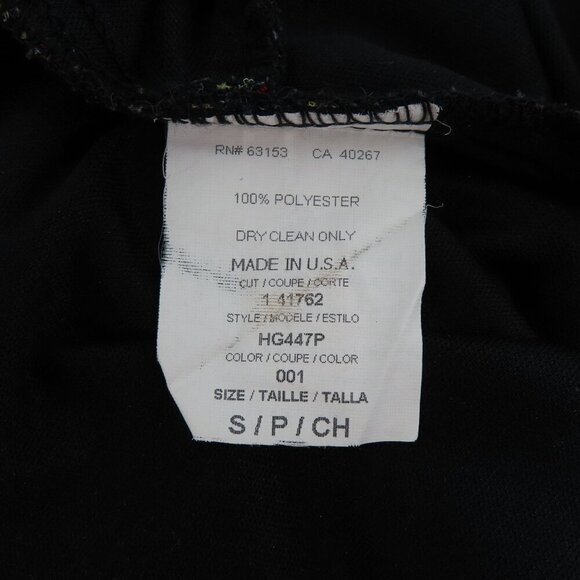 RN# 63153 CA 40267
100% POLYESTER
DRY CLEAN ONLY
MADE IN U.S.A.
CUT / COUPE / CORTE
1 41762
STYLE / MODELE / ESTILO
HG447P
COLOR / COUPE / COLOR
001
SIZE / TAILLE / TALLA
S / P / CH